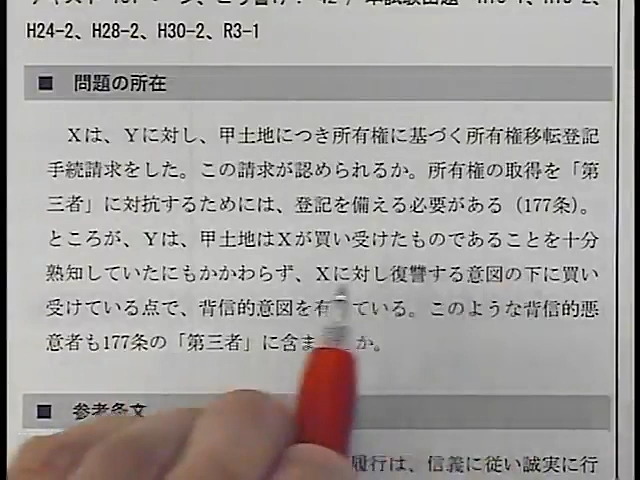 H24-2、H28-2、H30-2、R3-1
■ 問題の所在
Xは、Yに対し、甲土地につき所有権に基づく所有権移転登記
手続請求をした。この請求が認められるか。所有権の取得を「第
三者」に対抗するためには、登記を備える必要がある（177条）。
ところが、Yは、甲土地はXが買い受けたものであることを十分
熟知していたにもかかわらず、Xに対し復讐する意図の下に買い
受けている点で、背信的意図を有 ている。このような背信的悪
意者も177条の「第三者」に含ま か。
■ 参考条文
履行は、信義に従い誠実に行